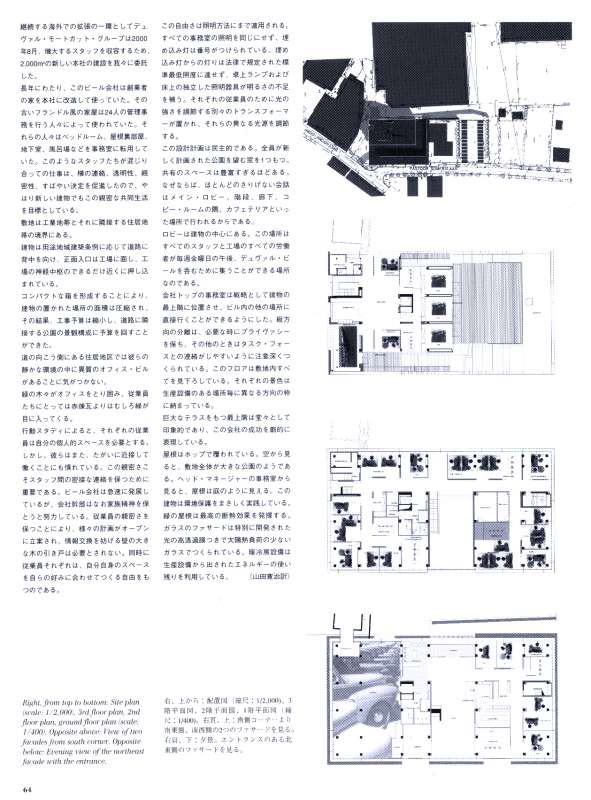 継続する海外での拡張の一環としてデュ
ヴァル・モートガット・グループは2000
年8月、増大するスタッフを収容するため、
2,000㎡の新しい本社の建設を我々に委託
した。
長年にわたり、このビール会社は創業者
の家を本社に改造して使っていた。その
古いフランドル風の家屋は24人の管理事
務を行う人々によって使われていた。そ
れらの人々はベッドルーム、屋根裏部屋、
地下室、風呂場などを事務室に転用して
いた。このようなスタッフたちが混じり
合っての仕事は、横の連絡、透明性、親
密性、すばやい決定を促進したので、や
はり新しい建物でもこの親密な共同生活
を目標としている。
敷地は工業地帯とそれに隣接する住居地
帯の境界にある。
建物は用途地域建築条例に応じて道路に
背中を向け、正面入口は工場に面し、工
場の神経中枢のできるだけ近くに押し込
まれている。
コンパクトな箱を形成することにより、
建物の置かれた場所の面積は圧縮され、
その結果、工事予算は縮小し、道路に隣
接する公園の景観構成に予算を回すこと
ができた。
道の向こう側にある住居地区では彼らの
静かな環境の中に異質のオフィス・ビル
があることに気がつかない。
緑の木々がオフィスをとり囲み、従業員
たちにとっては赤煉瓦よりはむしろ緑が
目に入ってくる。
行動スタディによると、それぞれの従業
員は自分の個人的スペースを必要とする。
しかし、彼らはまた、たがいに近接して
働くことにも慣れている。この親密さこ
そスタッフ間の密接な連絡を保つために
重要である。ビール会社は急速に発展し
ているが、会社幹部はなお家族精神を保
とうと努力している。従業員の親密さを
保つことにより、様々の計画がオープン
に立案され、情報交換を妨げる壁の大き
な木の引き戸は必要とされない。同時に
従業員それぞれは、自分自身のスペース
を自らの好みに合わせてつくる自由をも
つのである。
この自由さは照明方法にまで適用される。
すべての事務室の照明を同じにせず、埋
め込み灯は番号がつけられている。埋め
込み灯からの灯りは法律で規定された標
準最低照度に達せず、卓上ランプおよび
床上の独立した照明器具が明るさの不足
を補う。それぞれの従業員のために光の
強さを調節する別々のトランスフォーマ
ーが置かれ、それらの異なる光源を調節
する。
この設計計画は民主的である。全員が新
しく計画された公園を望む窓を1つもつ。
共有のスペースは豊富すぎるほどある。
なぜならば、ほとんどのさりげない会話
はメイン・ロビー、階段、廊下、コ
ピー・ルームの隅、カフェテリアといっ
た場所で行われるからである。
ロビーは建物の中心にある。この場所は
すべてのスタッフと工場のすべての労働
者が毎週金曜日の午後、デュヴァル・ビ
ールを呑むために集うことができる場所
なのである。
会社トップの事務室は概略として建物の
最上階に位置させ、ビル内の他の場所に
直接行くことができるようにした。縦方
向の分離は、必要な時にプライヴァシー
を保ち、その他のときはタスク・フォー
スとの連絡がしやすいように注意深くつ
くられている。このフロアは敷地内すべ
てを見下ろしている。それぞれの景色は
生産設備のある場所毎に異なる方向の枠
に納まっている。
巨大なテラスをもつ最上階は堂々として
印象的であり、この会社の成功を劇的に
表現している。
屋根はホップで覆われている。空から見
ると、敷地全体が大きな公園のようであ
る。ヘッド・マネージャーの事務室から
見ると、屋根は庭のように見える。この
建物は環境保護をまさしく実践している。
緑の屋根は最高の断熱効果を発揮する。
ガラスのファサードは特別に開発された
光の高透過調つきで太陽熱負荷の少ない
ガラスでつくられている。暖冷房設備は
生産設備から出されたエネルギーの使い
残りを利用している。 (山田寛治訳)
Right, from top to bottom: Site plan
(scale: 1/2,000), 3rd floor plan, 2nd
floor plan, ground floor plan (scale:
1/400). Opposite above: View of two
facades from south corner. Opposite
below: Evening view of the northeast
facade with the entrance.
右、上から：配置図（縮尺：1/2,000）、3
階平面図、2階平面図、1階平面図（縮
尺：1/400）。右頁、上：南側コーナーより
南東側、南西側の2つのファサードを見る。
右頁、下：夕景。エントランスのある北
東側のファサードを見る。
64